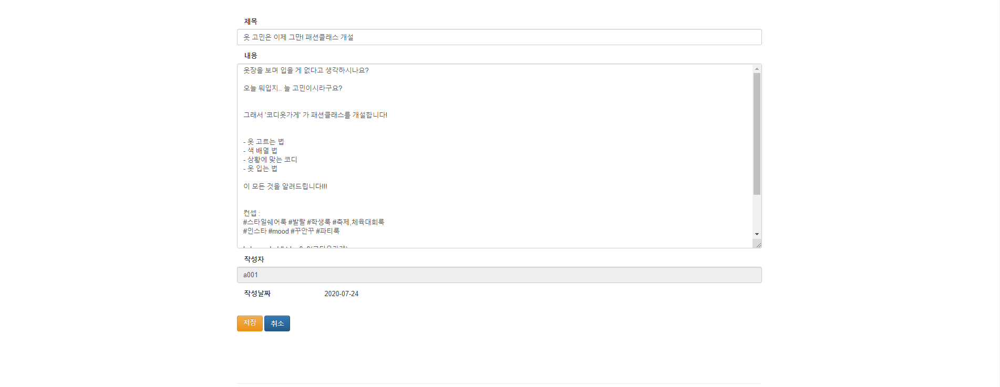 제목
옷 고민은 이제 그만! 패션클래스 개설
내용
옷장을 보며 입을 게 없다고 생각하시나요?
오늘 뭐입지.. 늘 고민이시라구요?
그래서 '코디옷가게' 가 패션클래스를 개설합니다!
- 옷 고르는 법
- 색 배열 법
- 상황에 맞는 코디
- 옷 입는 법
이 모든 것을 알려드립니다!!!
컨셉 :
#스타일쉐어룩 #발랄 #학생룩 #축제,체육대회룩
#인스타 #mood #꾸안꾸 #파티룩
작성자
a001
작성날짜 2020-07-24
저장 취소